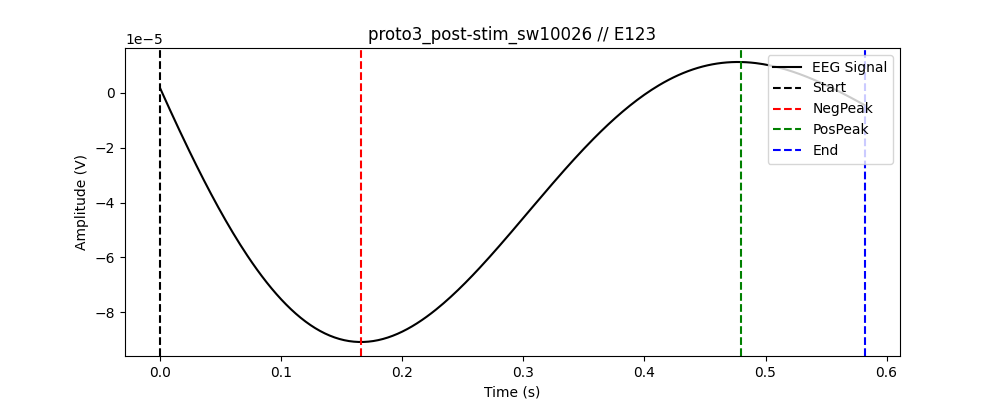 proto3_post-stim_sw10026 // E123
1e−5
0
−2
−4
−6
−8
Amplitude (V)
0.0 0.1 0.2 0.3 0.4 0.5 0.6
Time (s)
EEG Signal
Start
NegPeak
PosPeak
End